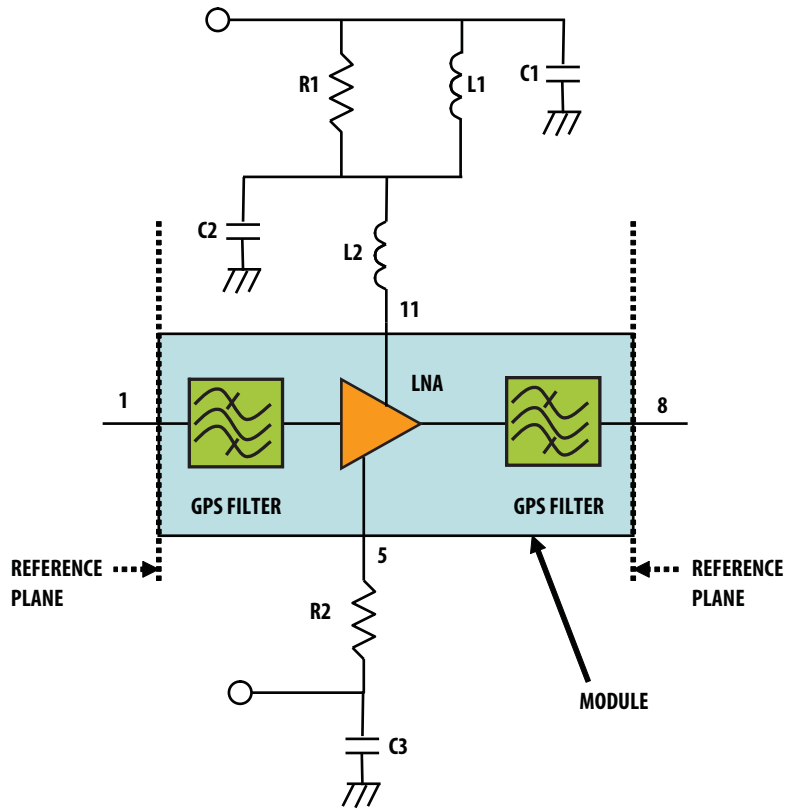 R1
L1
C1
C2
L2
11
LNA
1
8
GPS FILTER
GPS FILTER
5
REFERENCE
PLANE
REFERENCE
PLANE
R2
MODULE
C3